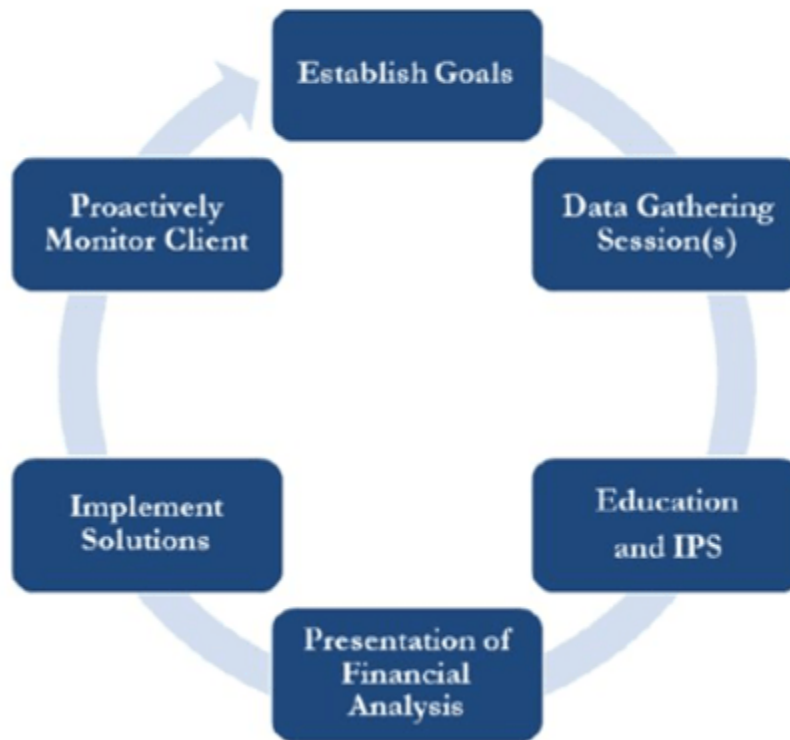 Establish Goals
Data Gathering
Session(s)
Education
and IPS
Presentation of
Financial
Analysis
Implement
Solutions
Proactively
Monitor Client